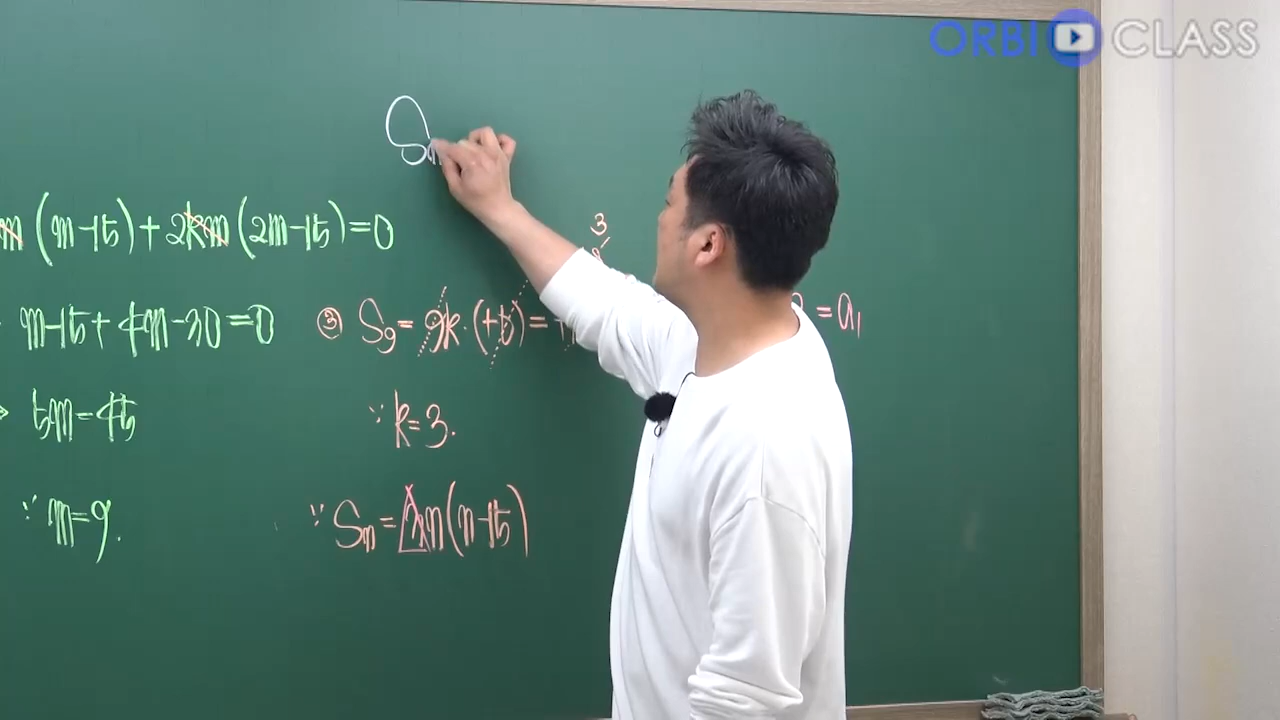 ORBI CLASS
Sn
m(m-15)+2km(2m-15)=0
m-15+4m-30=0
5m=45
∵ m=9.
3
③ S9=9k·(+6)=
=a1
∵ k=3.
∵ Sn= n(n-15)